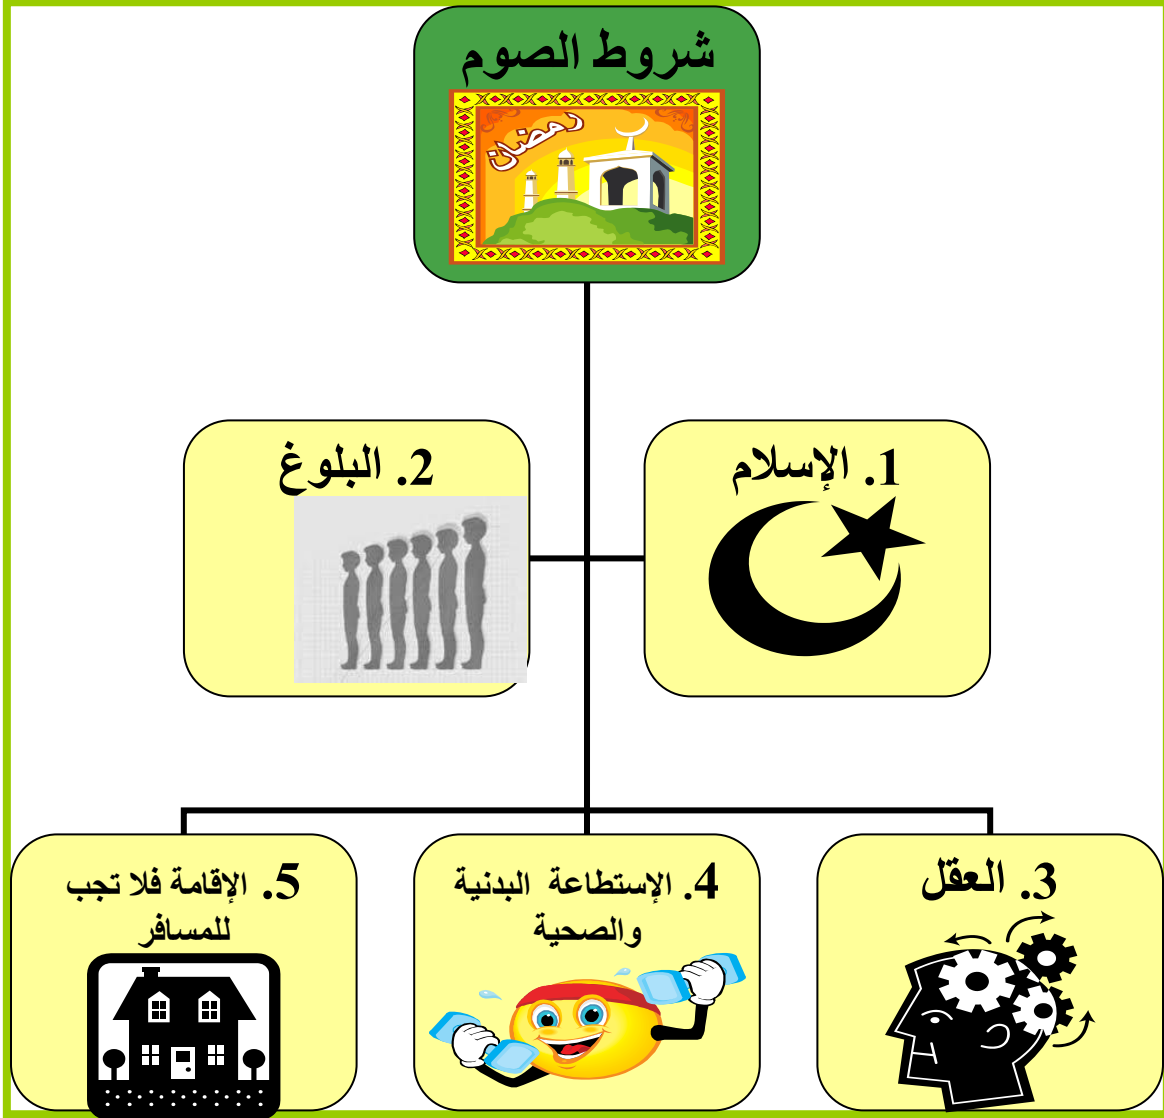 شروط الصوم
رمضان
1. الإسلام
2. البلوغ
3. العقل
4. الإستطاعة البدنية
والصحية
5. الإقامة فلا تجب
للمسافر